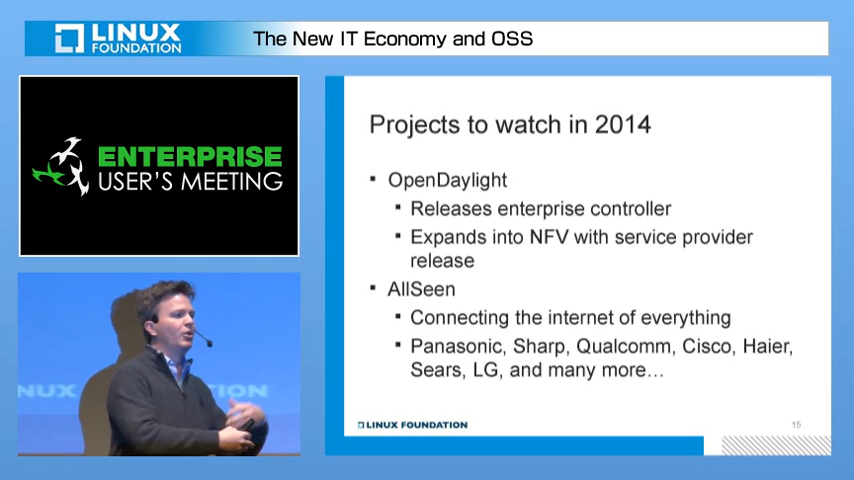 LINUX
FOUNDATION
The New IT Economy and OSS
ENTERPRISE
USER'S MEETING
Projects to watch in 2014
▪ OpenDaylight
▪ Releases enterprise controller
▪ Expands into NFV with service provider
release
▪ AllSeen
▪ Connecting the internet of everything
▪ Panasonic, Sharp, Qualcomm, Cisco, Haier,
Sears, LG, and many more…
LINUX FOUNDATION
15
NUX
ION